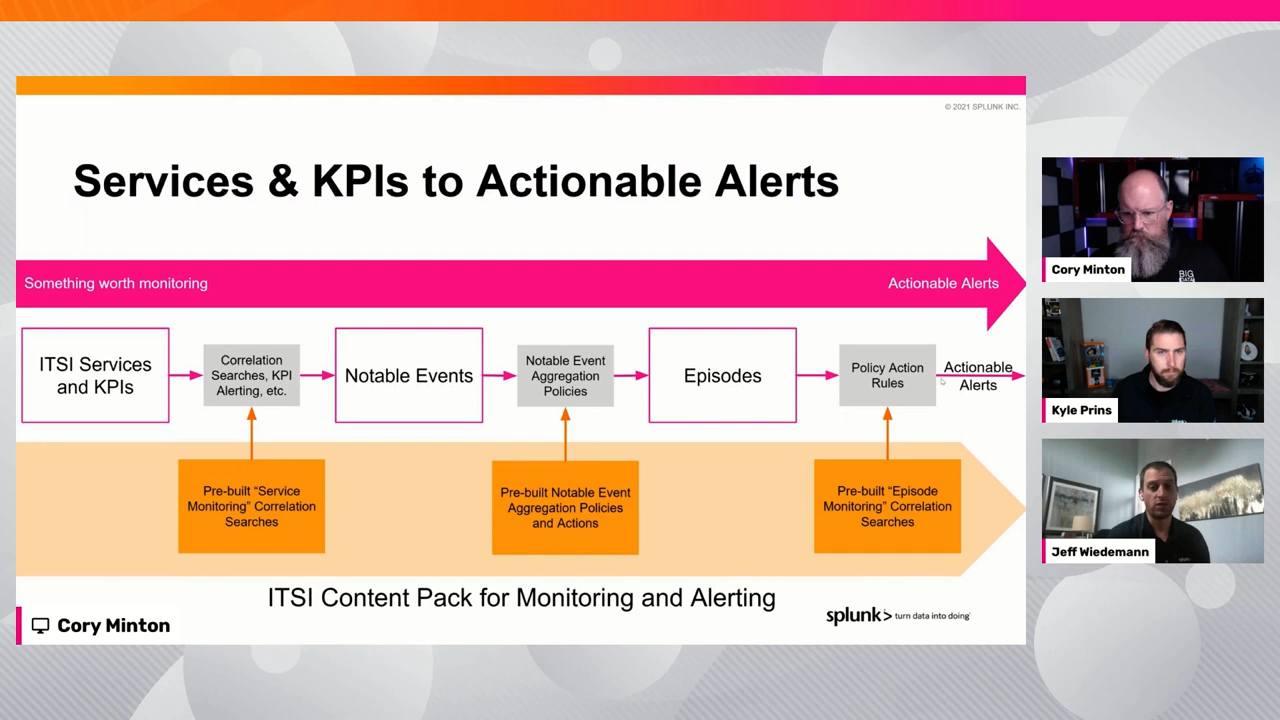 © 2021 SPLUNK INC.
Services & KPIs to Actionable Alerts
Something worth monitoring
Actionable Alerts
ITSI Services
and KPIs
Correlation
Searches, KPI
Alerting, etc.
Notable Events
Notable Event
Aggregation
Policies
Episodes
Policy Action
Rules
Actionable
Alerts
Pre-built “Service
Monitoring” Correlation
Searches
Pre-built Notable Event
Aggregation Policies
and Actions
Pre-built “Episode
Monitoring” Correlation
Searches
ITSI Content Pack for Monitoring and Alerting
splunk> turn data into doing
Cory Minton
BIG
DATA
Cory Minton
Kyle Prins
Jeff Wiedemann